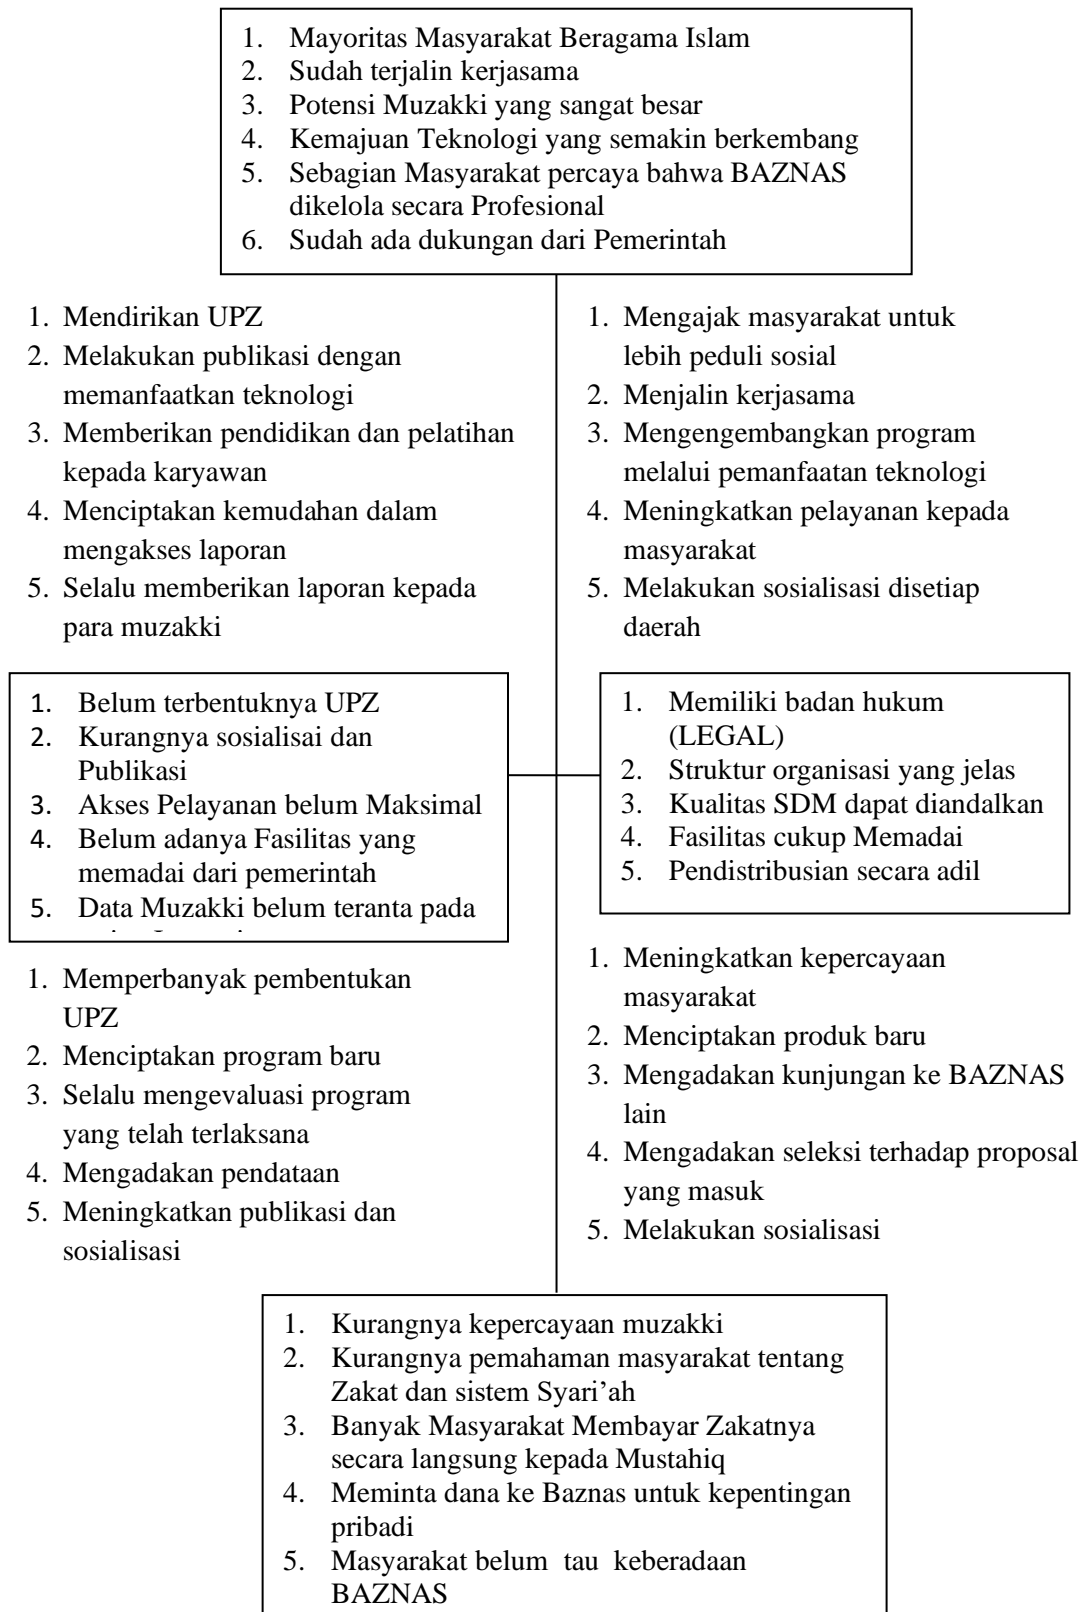 1. Mayoritas Masyarakat Beragama Islam
2. Sudah terjalin kerjasama
3. Potensi Muzakki yang sangat besar
4. Kemajuan Teknologi yang semakin berkembang
5. Sebagian Masyarakat percaya bahwa BAZNAS
dikelola secara Profesional
6. Sudah ada dukungan dari Pemerintah
1. Mendirikan UPZ
2. Melakukan publikasi dengan
memanfaatkan teknologi
3. Memberikan pendidikan dan pelatihan
kepada karyawan
4. Menciptakan kemudahan dalam
mengakses laporan
5. Selalu memberikan laporan kepada
para muzakki
1. Mengajak masyarakat untuk
lebih peduli sosial
2. Menjalin kerjasama
3. Mengengembangkan program
melalui pemanfaatan teknologi
4. Meningkatkan pelayanan kepada
masyarakat
5. Melakukan sosialisasi disetiap
daerah
1. Belum terbentuknya UPZ
2. Kurangnya sosialisai dan
Publikasi
3. Akses Pelayanan belum Maksimal
4. Belum adanya Fasilitas yang
memadai dari pemerintah
5. Data Muzakki belum teranta pada
1. Memiliki badan hukum
(LEGAL)
2. Struktur organisasi yang jelas
3. Kualitas SDM dapat diandalkan
4. Fasilitas cukup Memadai
5. Pendistribusian secara adil
1. Memperbanyak pembentukan
UPZ
2. Menciptakan program baru
3. Selalu mengevaluasi program
yang telah terlaksana
4. Mengadakan pendataan
5. Meningkatkan publikasi dan
sosialisasi
1. Meningkatkan kepercayaan
masyarakat
2. Menciptakan produk baru
3. Mengadakan kunjungan ke BAZNAS
lain
4. Mengadakan seleksi terhadap proposal
yang masuk
5. Melakukan sosialisasi
1. Kurangnya kepercayaan muzakki
2. Kurangnya pemahaman masyarakat tentang
Zakat dan sistem Syari’ah
3. Banyak Masyarakat Membayar Zakatnya
secara langsung kepada Mustahiq
4. Meminta dana ke Baznas untuk kepentingan
pribadi
5. Masyarakat belum tau keberadaan
BAZNAS